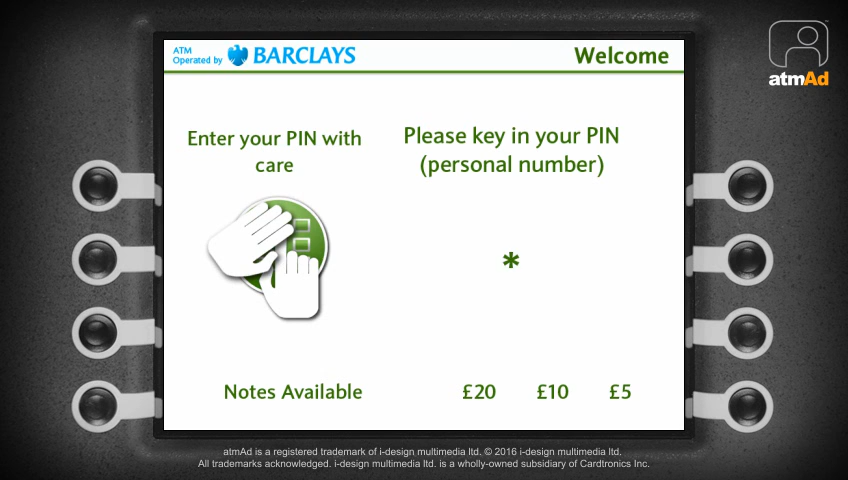 ATM
Operated by BARCLAYS
Welcome
atmAd
Enter your PIN with
care
Please key in your PIN
(personal number)
*
Notes Available £20 £10 £5
atmAd is a registered trademark of i-design multimedia ltd. © 2016 i-design multimedia ltd.
All trademarks acknowledged. i-design multimedia ltd. is a wholly-owned subsidiary of Cardtronics Inc.